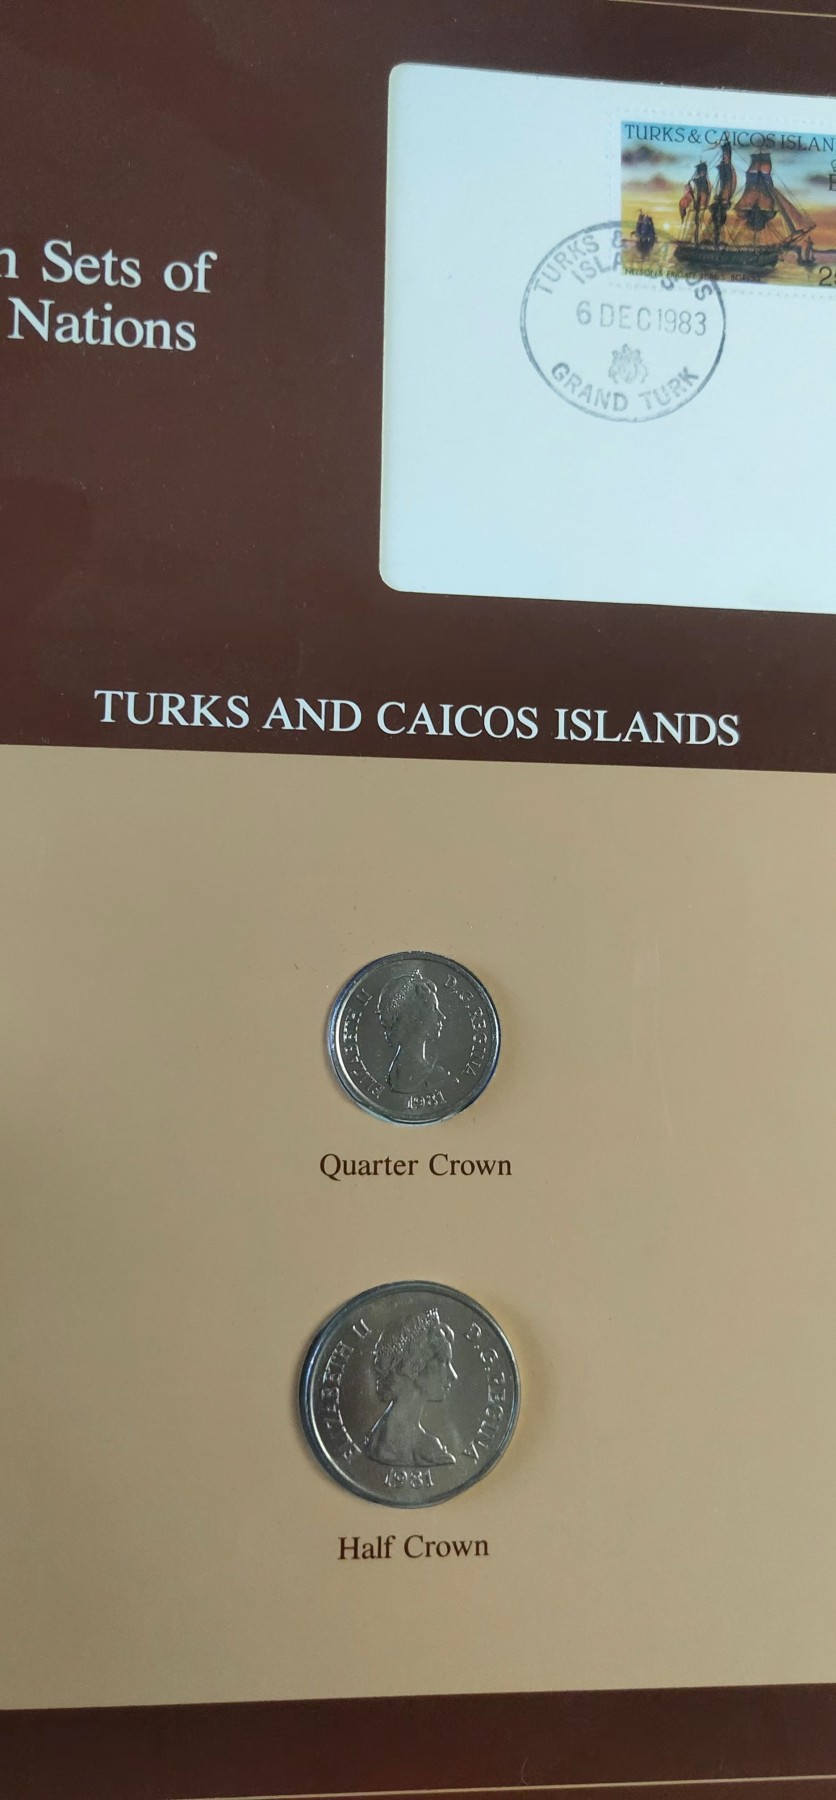 n Sets of
Nations
TURKS & CAICOS ISLAN
TURKS &
ISLA
6 DEC 1983
GRAND TURK
TURKS AND CAICOS ISLANDS
ELIZABETH II D.G.REGINA
1981
Quarter Crown
ELIZABETH II D.G.REGINA
1981
Half Crown